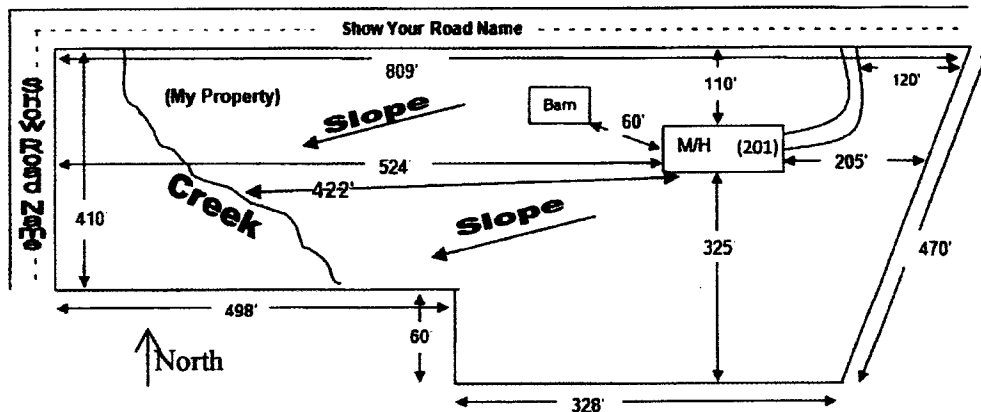 Show Your Road Name
Show Your Road Name
809'
110'
120'
(My Property)
Slope
Barn
60'
M/H (201)
524
205'
422'
Creek
410'
Slope
325
470'
498'
60'
North
328'